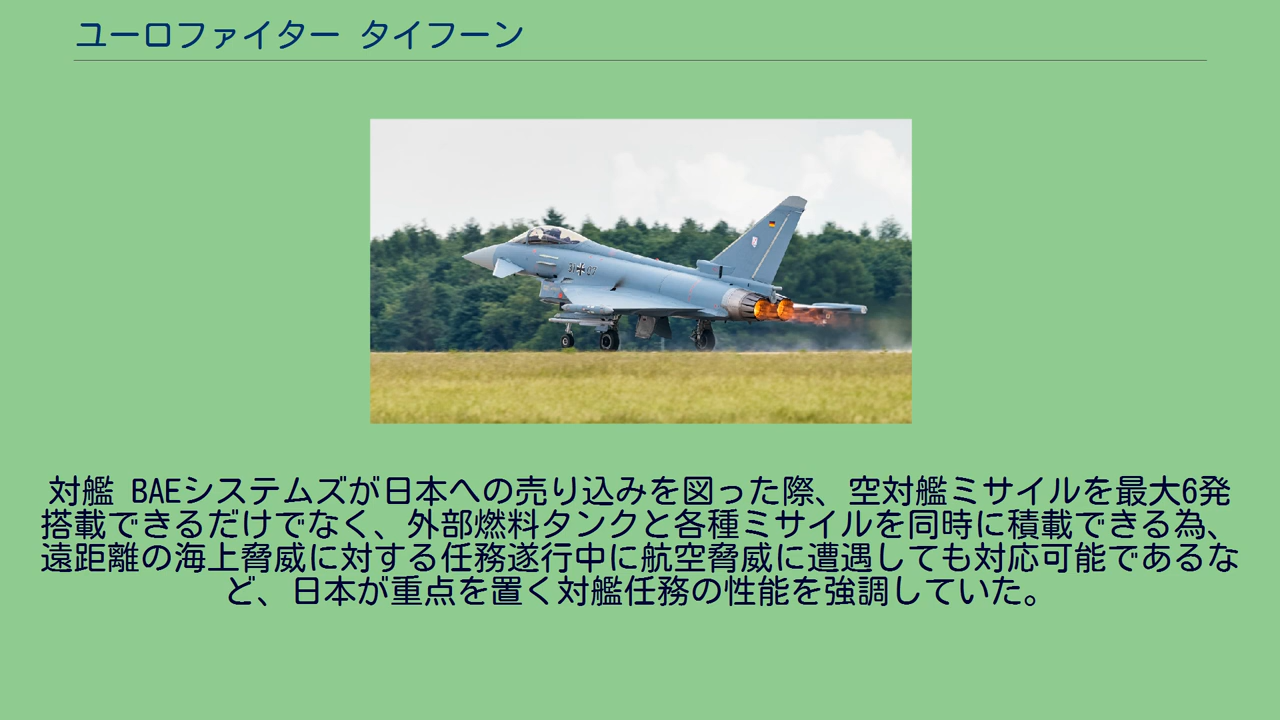 ユーロファイター タイフーン
対艦 BAEシステムズが日本への売り込みを図った際、空対艦ミサイルを最大6発
搭載できるだけでなく、外部燃料タンクと各種ミサイルを同時に積載できる為、
遠距離の海上脅威に対する任務遂行中に航空脅威に遭遇しても対応可能であるな
ど、日本が重点を置く対艦任務の性能を強調していた。